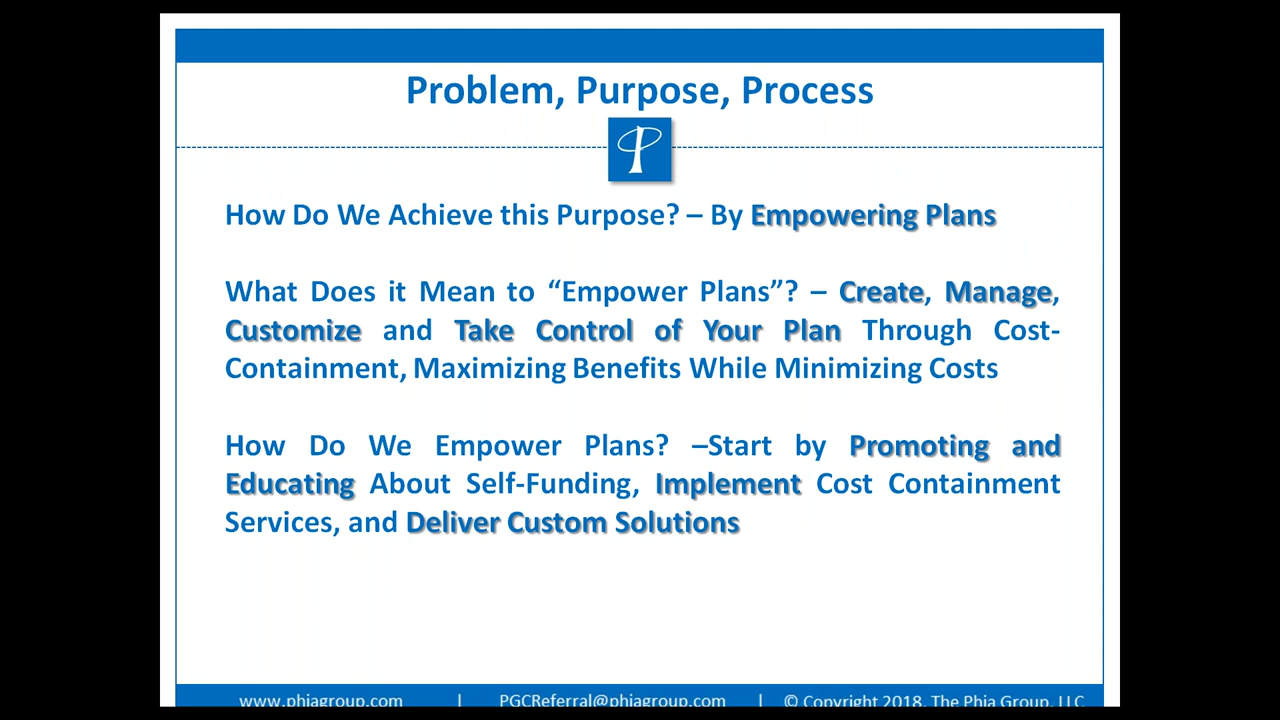 Problem, Purpose, Process
P
How Do We Achieve this Purpose? – By Empowering Plans
What Does it Mean to “Empower Plans”? – Create, Manage,
Customize and Take Control of Your Plan Through Cost-
Containment, Maximizing Benefits While Minimizing Costs
How Do We Empower Plans? –Start by Promoting and
Educating About Self-Funding, Implement Cost Containment
Services, and Deliver Custom Solutions
www.phiagroup.com | PGCReferral@phiagroup.com | © Copyright 2018. The Phia Group, LLC